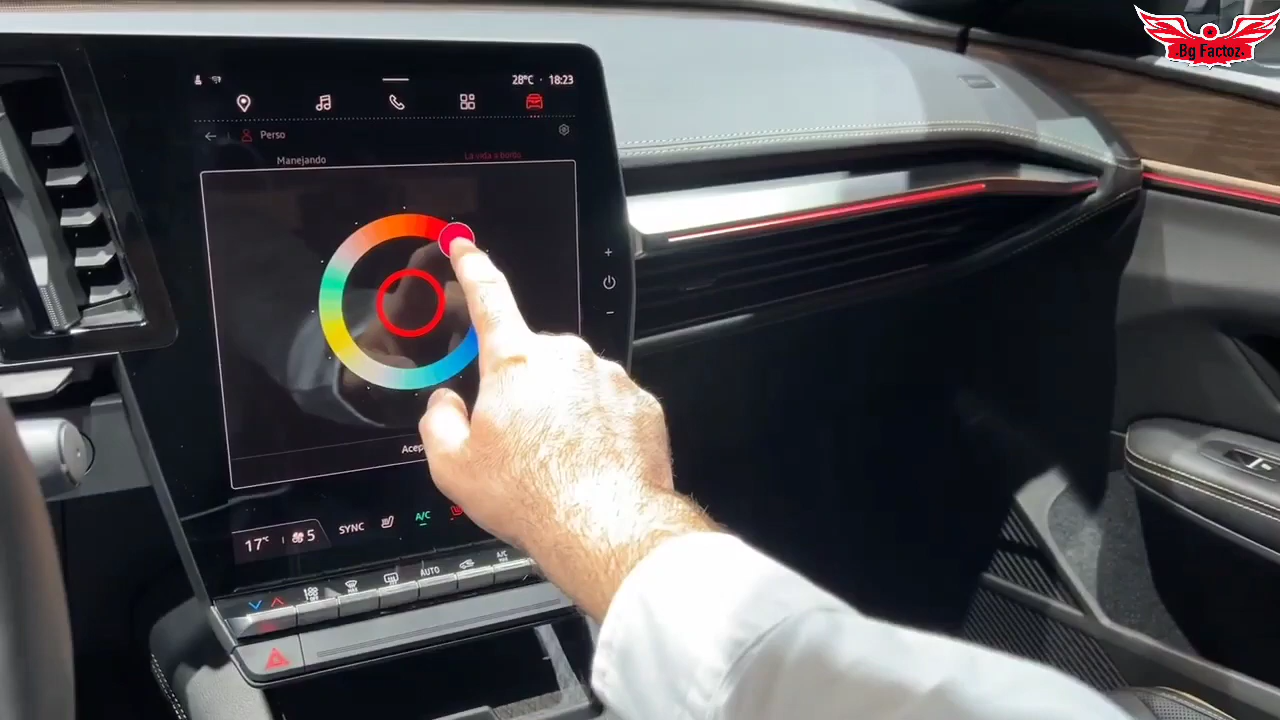 Bg Factoz
28°C · 18:23
Perso
Manejando
La vida a bordo
Acep
17°C
5
SYNC
A/C
AUTO
A/C